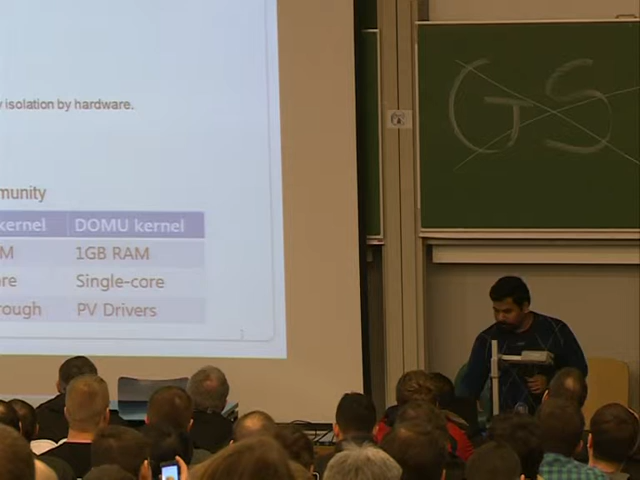 isolation by hardware.
munity
kernel DOMU kernel
M 1GB RAM
re Single-core
rough PV Drivers
GS